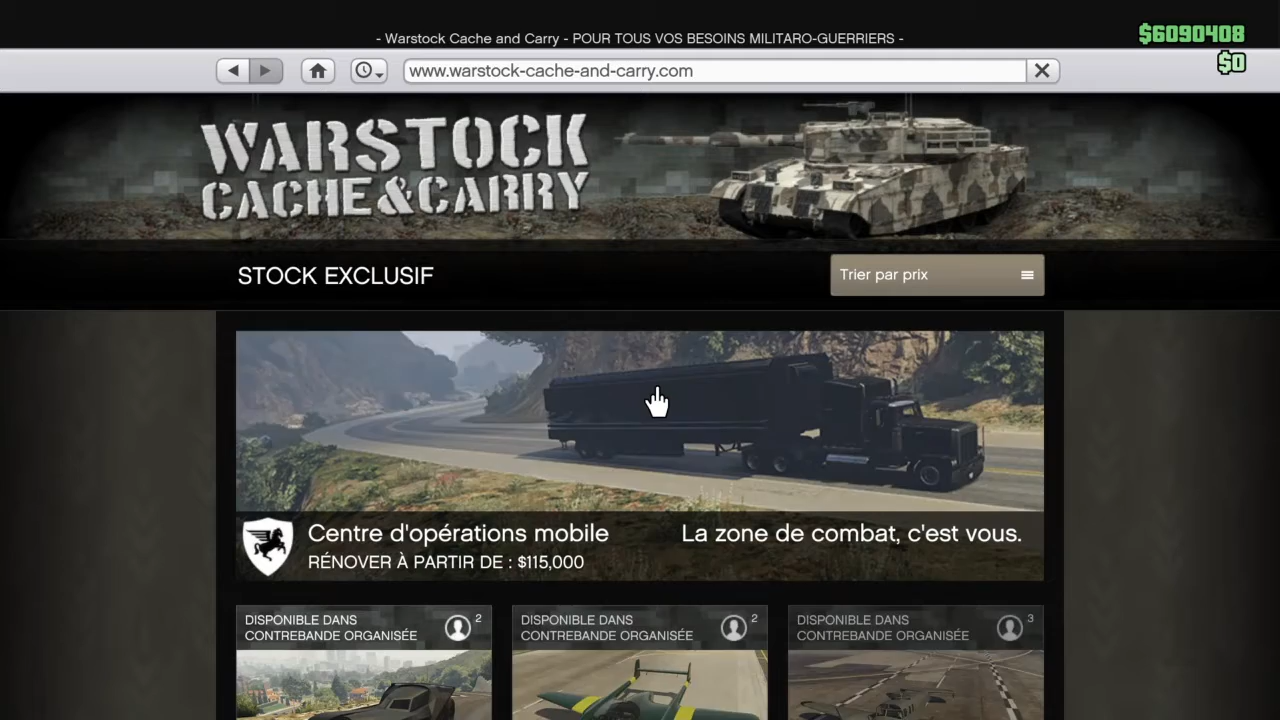 - Warstock Cache and Carry - POUR TOUS VOS BESOINS MILITARO-GUERRIERS -
$6090408
$0
www.warstock-cache-and-carry.com
WARSTOCK
CACHE&CARRY
STOCK EXCLUSIF
Trier par prix
Centre d'opérations mobile
La zone de combat, c'est vous.
RÉNOVER À PARTIR DE : $115,000
DISPONIBLE DANS
CONTREBANDE ORGANISÉE
2
DISPONIBLE DANS
CONTREBANDE ORGANISÉE
2
DISPONIBLE DANS
CONTREBANDE ORGANISÉE
3